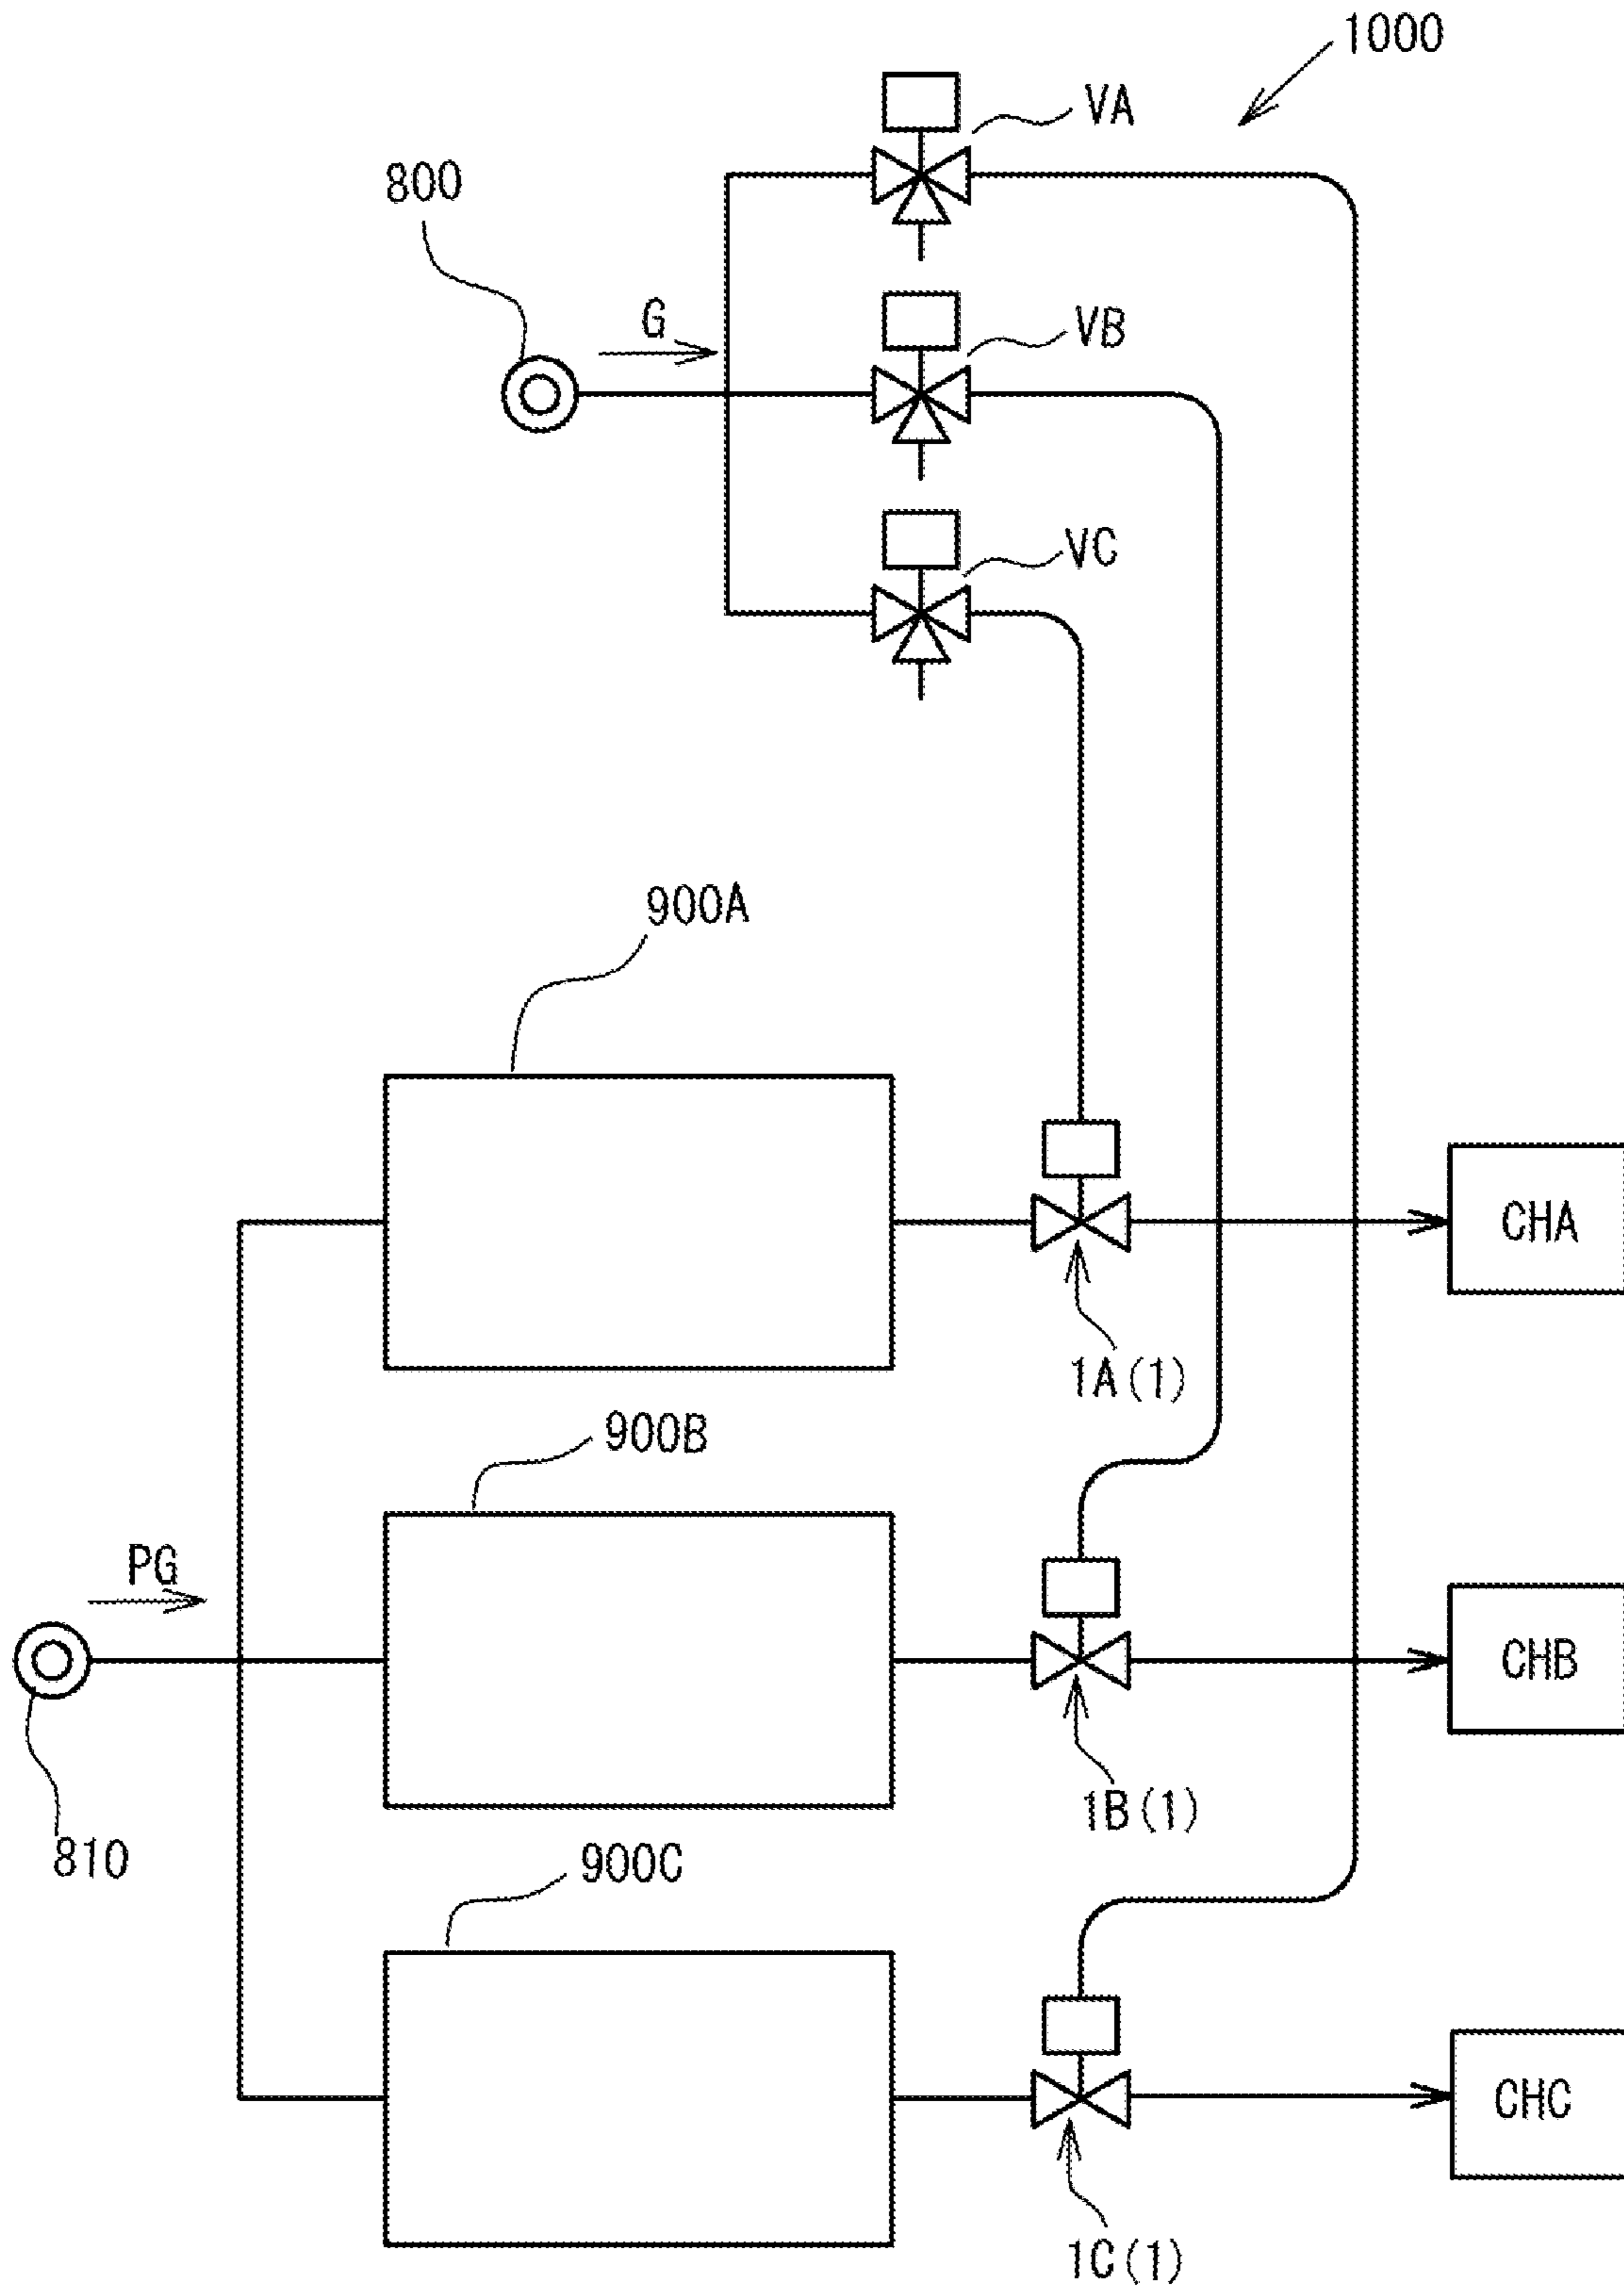 1000
VA
800
G
VB
VC
900A
CHA
1A(1)
900B
PG
CHB
1B(1)
810
900C
CHC
1C(1)